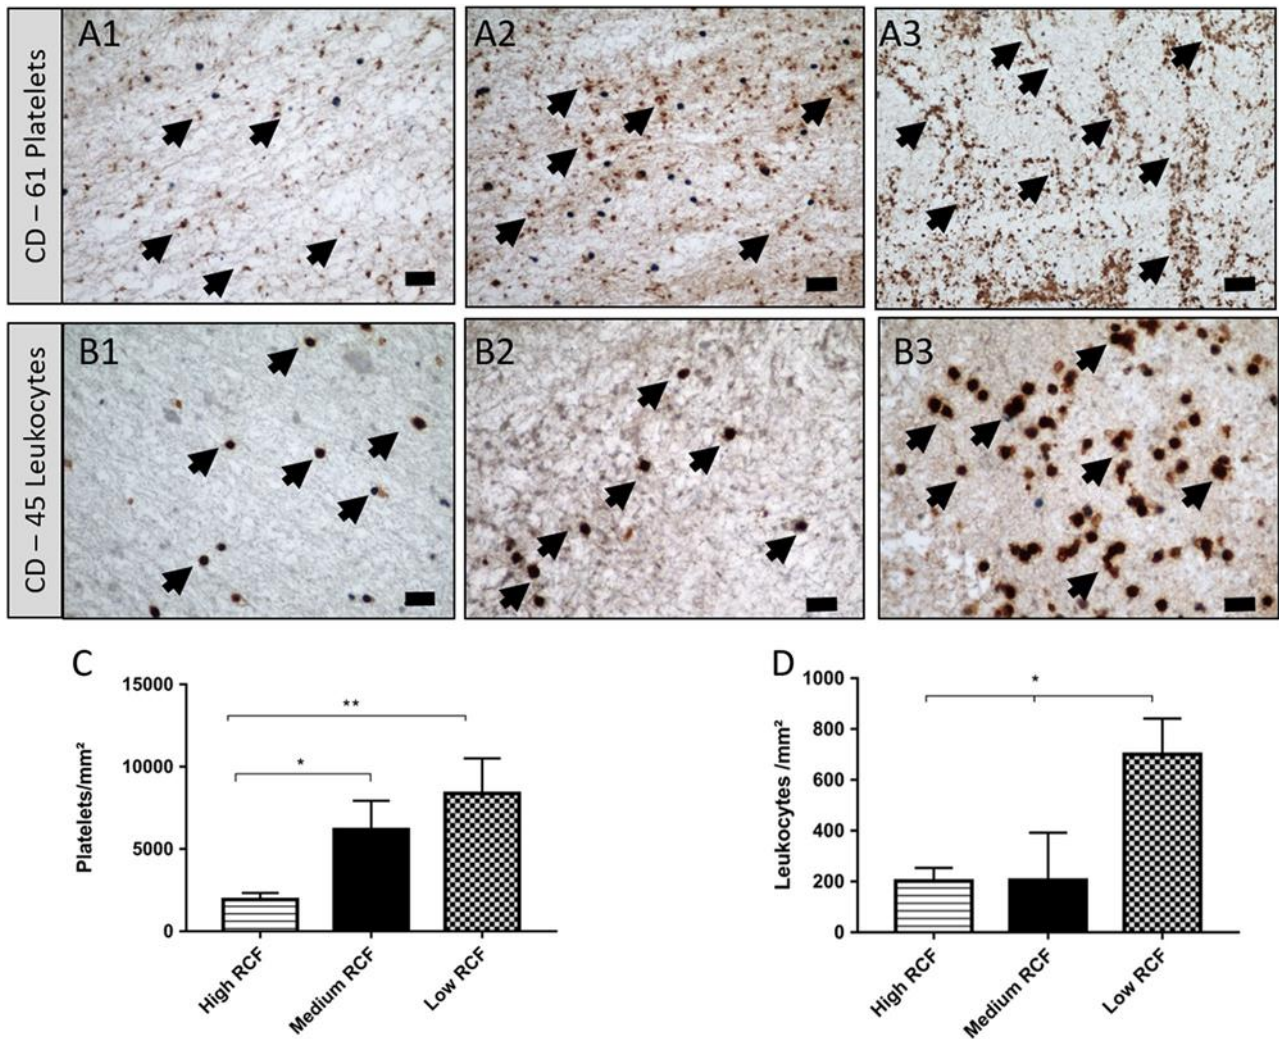 CD – 61 Platelets
A1
A2
A3
CD – 45 Leukocytes
B1
B2
B3
C
Platelets/mm²
15000
10000
5000
0
**
*
High RCF
Medium RCF
Low RCF
D
Leukocytes /mm²
1000
800
600
400
200
0
*
High RCF
Medium RCF
Low RCF